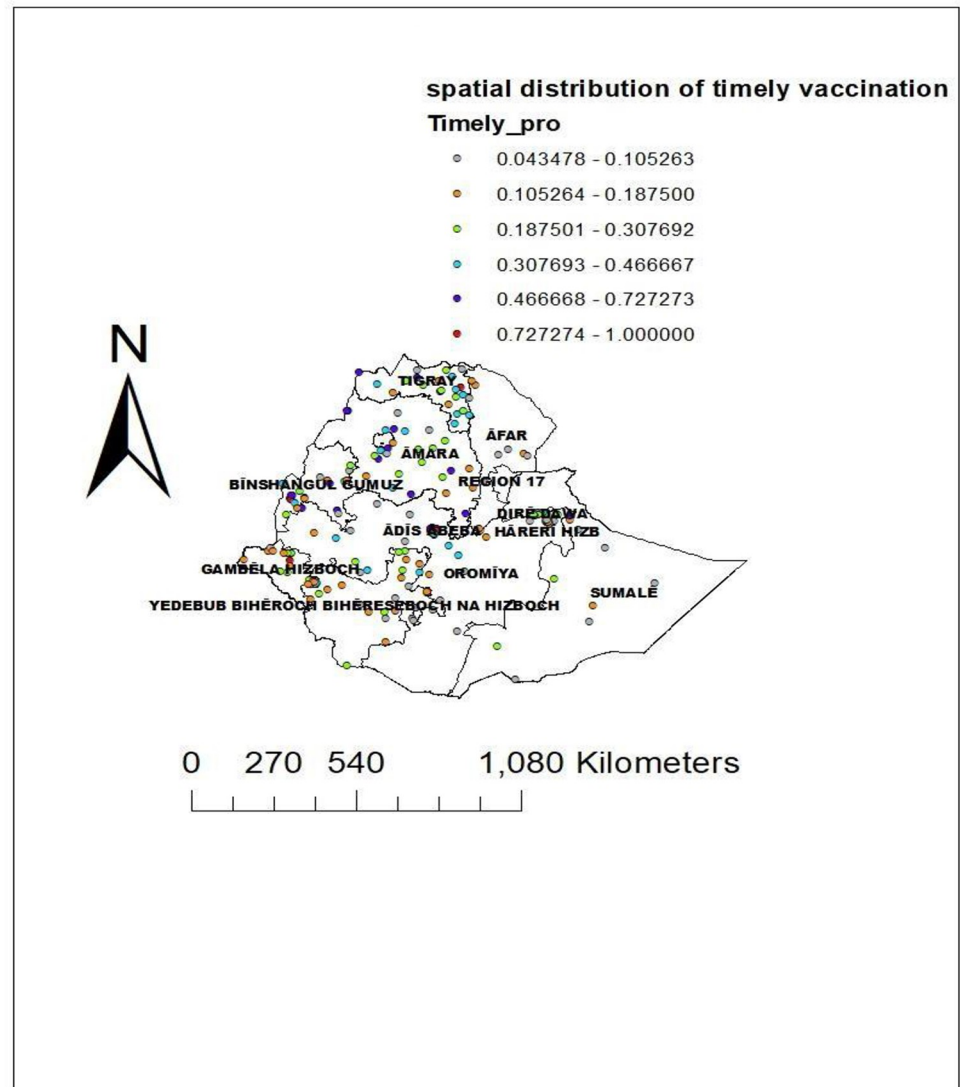 spatial distribution of timely vaccination
Timely_pro
0.043478 - 0.105263
0.105264 - 0.187500
0.187501 - 0.307692
0.307693 - 0.466667
0.466668 - 0.727273
0.727274 - 1.000000
N
TIGRAY
ĀFAR
ĀMARA
BĪNSHANGUL GUMUZ
REGION 17
DIRĒ DAWA
ĀDĪS ĀBEBA
HĀRERĪ HIZB
GAMBĒLA HIZBOCH
OROMĪYA
SUMALĒ
YEDEBUB BIHĒROCH BIHĒRESEBOCH NA HIZBOCH
0 270 540 1,080 Kilometers